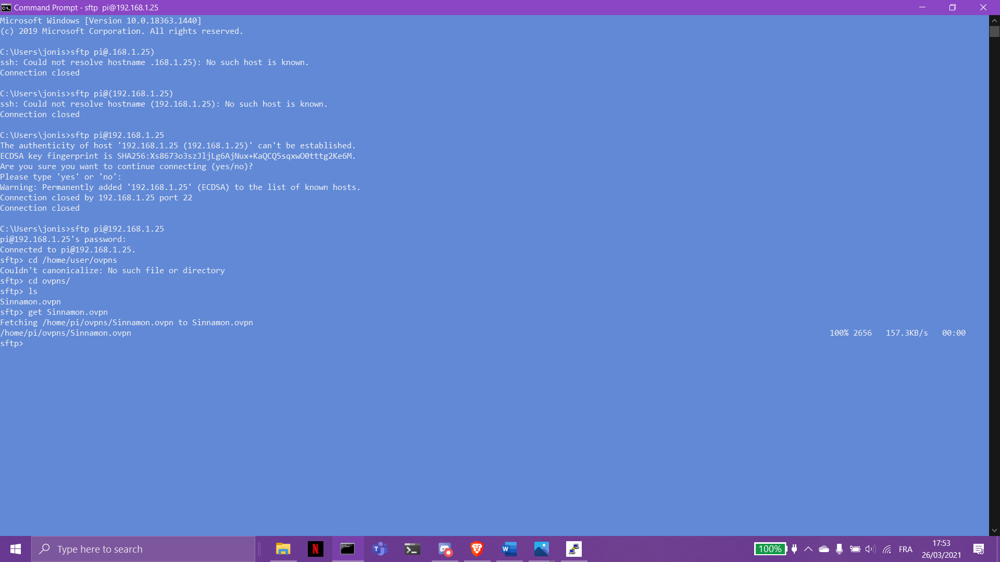 Command Prompt - sftp  pi@192.168.1.25
Microsoft Windows [Version 10.0.18363.1440]
(c) 2019 Microsoft Corporation. All rights reserved.
C:\Users\jonis>sftp pi@.168.1.25)
ssh: Could not resolve hostname .168.1.25): No such host is known.
Connection closed
C:\Users\jonis>sftp pi@(192.168.1.25)
ssh: Could not resolve hostname (192.168.1.25): No such host is known.
Connection closed
C:\Users\jonis>sftp pi@192.168.1.25
The authenticity of host '192.168.1.25 (192.168.1.25)' can't be established.
ECDSA key fingerprint is SHA256:Xs8673o3szJljLg6AjNux+KaQCQ5sqxwO0tttg2Ke6M.
Are you sure you want to continue connecting (yes/no)?
Please type 'yes' or 'no':
Warning: Permanently added '192.168.1.25' (ECDSA) to the list of known hosts.
Connection closed by 192.168.1.25 port 22
Connection closed
C:\Users\jonis>sftp pi@192.168.1.25
pi@192.168.1.25's password:
Connected to pi@192.168.1.25.
sftp> cd /home/user/ovpns
Couldn't canonicalize: No such file or directory
sftp> cd ovpns/
sftp> ls
Sinnamon.ovpn
sftp> get Sinnamon.ovpn
Fetching /home/pi/ovpns/Sinnamon.ovpn to Sinnamon.ovpn
/home/pi/ovpns/Sinnamon.ovpn 100% 2656 157.3KB/s 00:00
sftp>
Type here to search
100%
FRA
17:53
26/03/2021